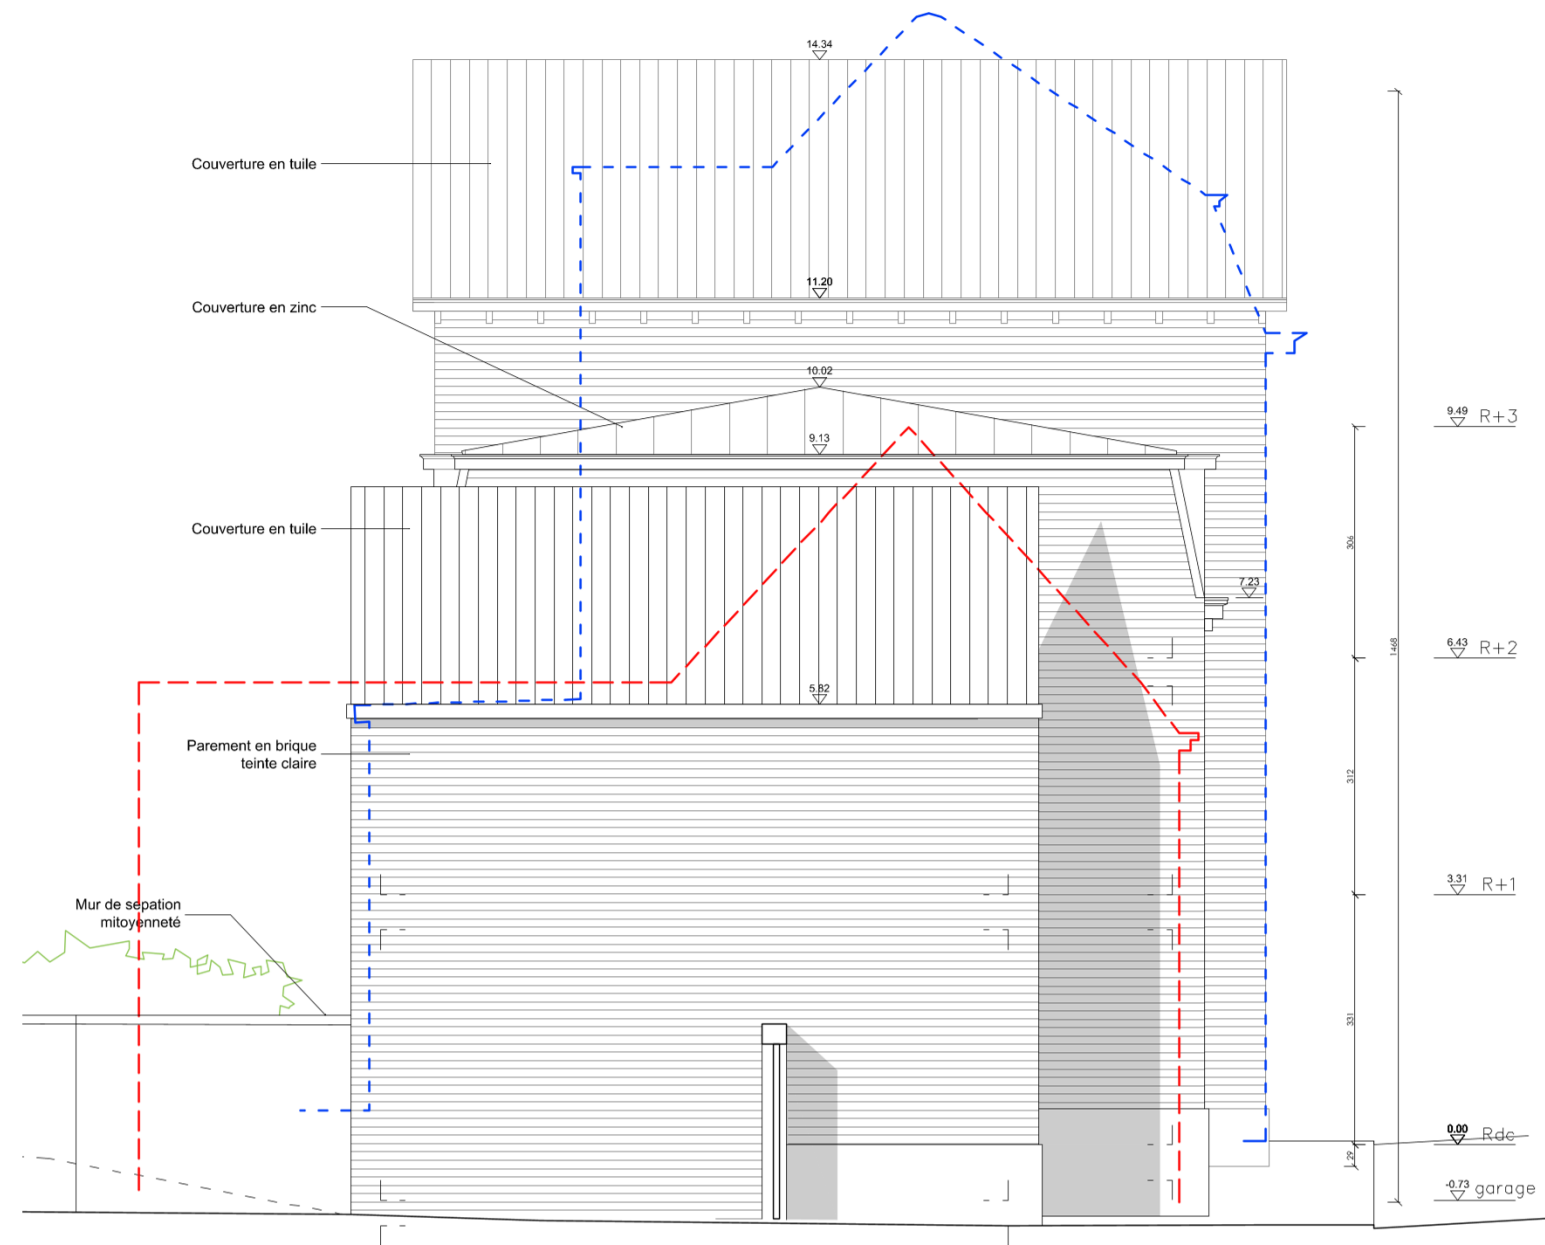 14.34
Couverture en tuile
11.20
Couverture en zinc
10.02
9.49 R+3
9.13
Couverture en tuile
306
7.23
1468
6.43 R+2
5.82
Parement en brique
teinte claire
312
3.31 R+1
Mur de sépation
mitoyenneté
331
0.00 Rdc
29
-0.73 garage